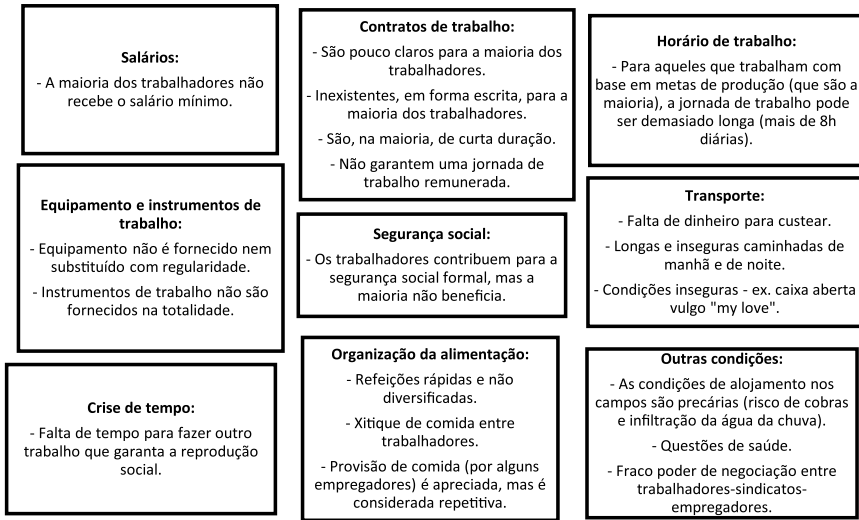 Salários:
- A maioria dos trabalhadores não
recebe o salário mínimo.
Contratos de trabalho:
- São pouco claros para a maioria dos
trabalhadores.
- Inexistentes, em forma escrita, para a
maioria dos trabalhadores.
- São, na maioria, de curta duração.
- Não garantem uma jornada de
trabalho remunerada.
Horário de trabalho:
- Para aqueles que trabalham com
base em metas de produção (que são a
maioria), a jornada de trabalho pode
ser demasiado longa (mais de 8h
diárias).
Equipamento e instrumentos de
trabalho:
- Equipamento não é fornecido nem
substituído com regularidade.
- Instrumentos de trabalho não são
fornecidos na totalidade.
Segurança social:
- Os trabalhadores contribuem para a
segurança social formal, mas a
maioria não beneficia.
Transporte:
- Falta de dinheiro para custear.
- Longas e inseguras caminhadas de
manhã e de noite.
- Condições inseguras - ex. caixa aberta
vulgo "my love".
Crise de tempo:
- Falta de tempo para fazer outro
trabalho que garanta a reprodução
social.
Organização da alimentação:
- Refeições rápidas e não
diversificadas.
- Xitique de comida entre
trabalhadores.
- Provisão de comida (por alguns
empregadores) é apreciada, mas é
considerada repetitiva.
Outras condições:
- As condições de alojamento nos
campos são precárias (risco de cobras
e infiltração da água da chuva).
- Questões de saúde.
- Fraco poder de negociação entre
trabalhadores-sindicatos-
empregadores.